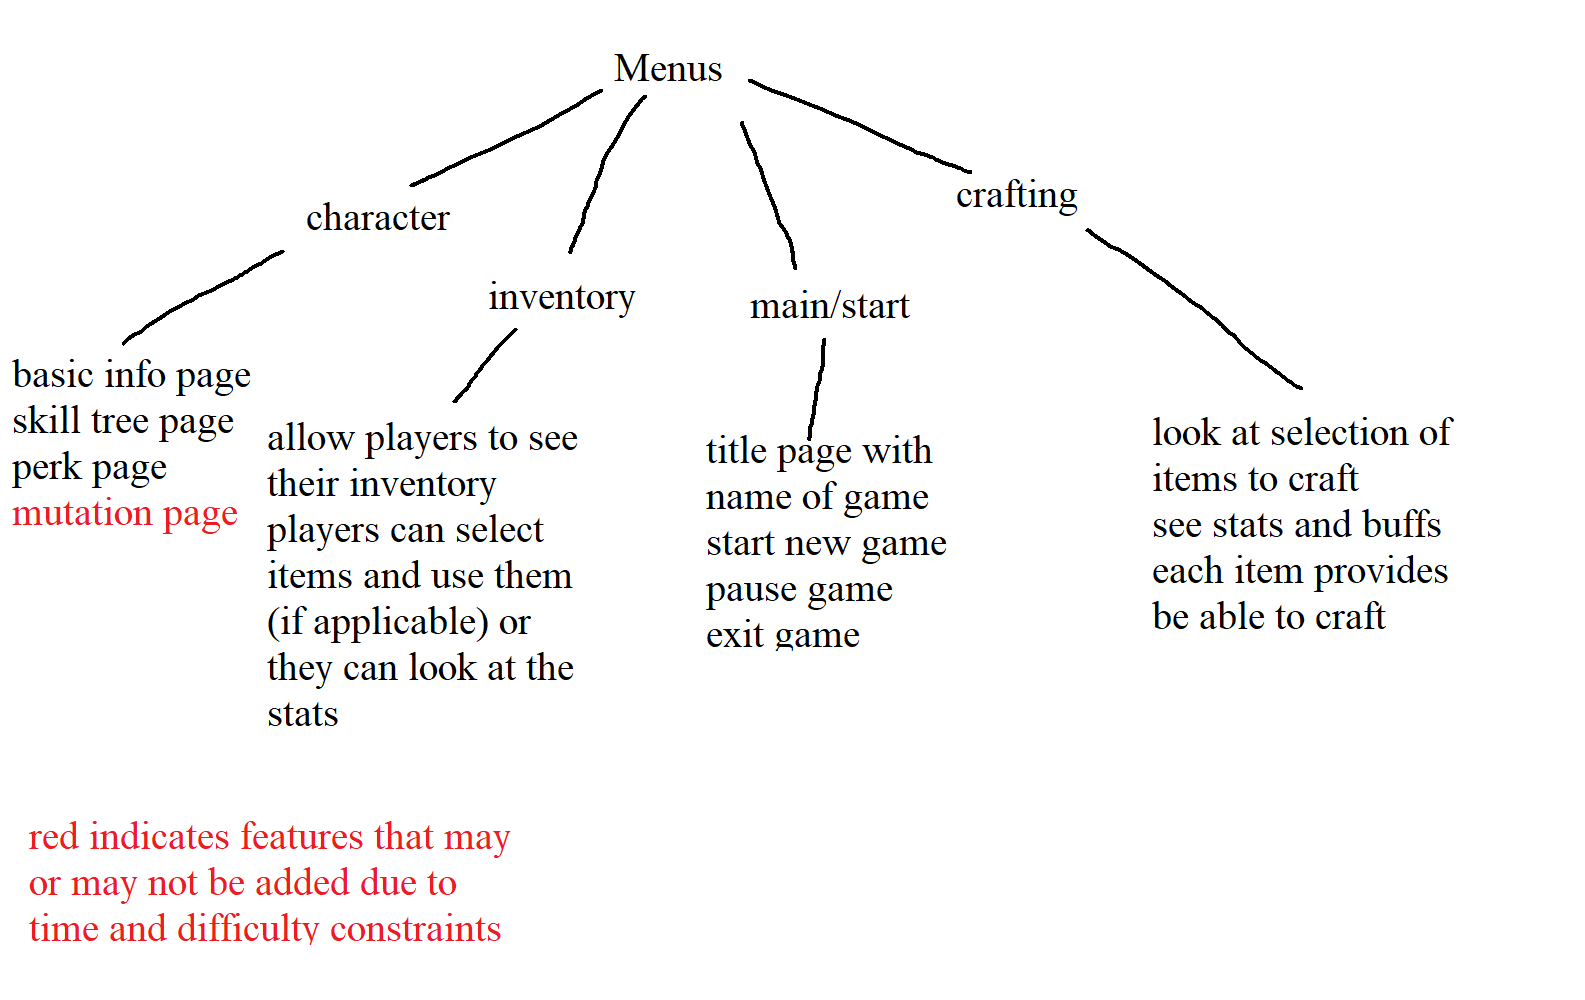 Menus
character
inventory
main/start
crafting
basic info page
skill tree page
perk page
mutation page
allow players to see
their inventory
players can select
items and use them
(if applicable) or
they can look at the
stats
title page with
name of game
start new game
pause game
exit game
look at selection of
items to craft
see stats and buffs
each item provides
be able to craft
red indicates features that may
or may not be added due to
time and difficulty constraints